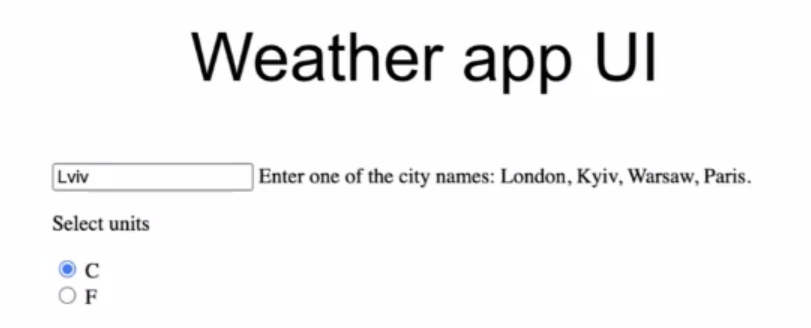 Weather app UI
Lviv Enter one of the city names: London, Kyiv, Warsaw, Paris.
Select units
C
F